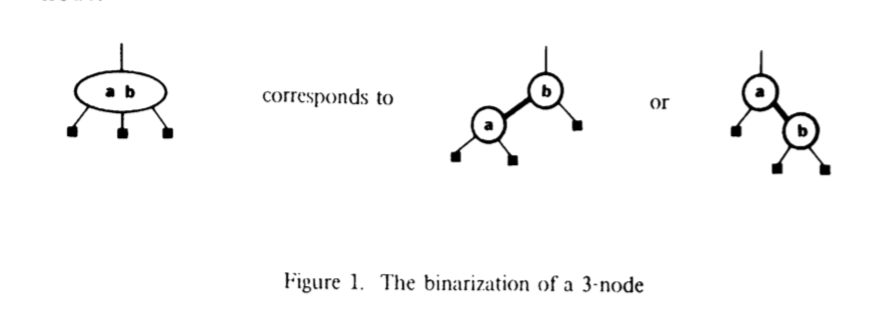 a b corresponds to a b or a b
Figure 1. The binarization of a 3-node